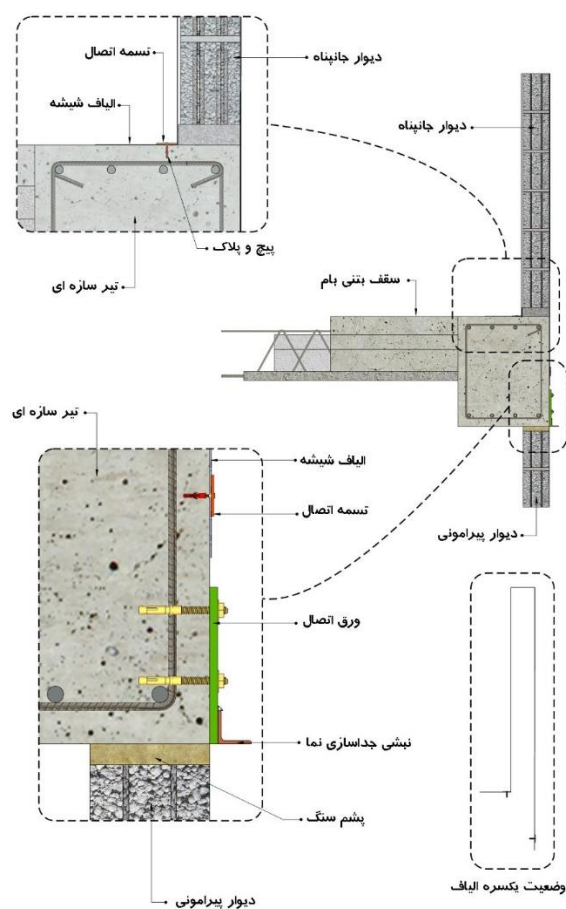 تسمه اتصال
دیوار جانپناه
الیاف شیشه
پیچ و پلاک
تیر سازه ای
دیوار جانپناه
سقف بتنی بام
دیوار پیرامونی
تیر سازه ای
الیاف شیشه
تسمه اتصال
ورق اتصال
نبشی جداسازی نما
پشم سنگ
دیوار پیرامونی
وضعیت یکسره الیاف